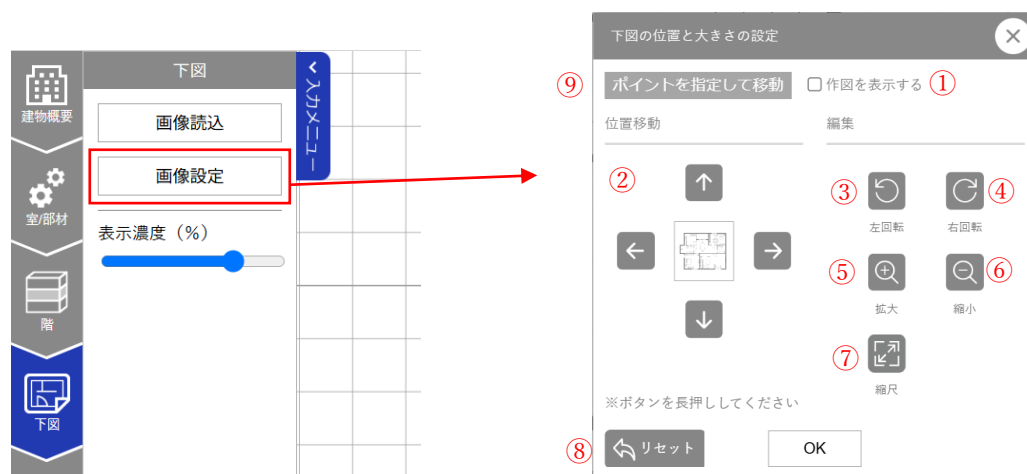 建物概要
室/部材
階
下図
下図
画像読込
画像設定
表示濃度（%）
<入力メニュー
下図の位置と大きさの設定
⑨ ポイントを指定して移動 作図を表示する ①
位置移動
編集
②
③ ④
左回転 右回転
⑤ ⑥
拡大 縮小
⑦
縮尺
※ボタンを長押ししてください
⑧ リセット OK